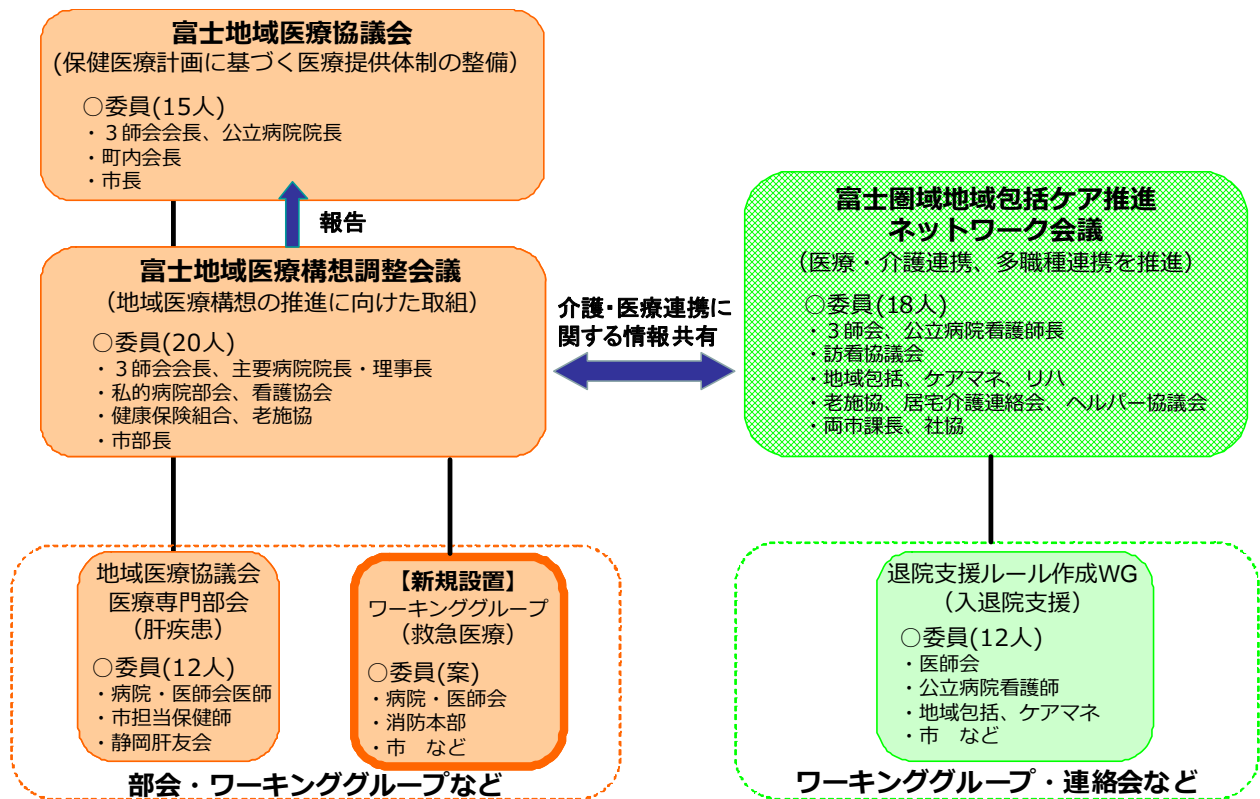 富士地域医療協議会
(保健医療計画に基づく医療提供体制の整備）
○委員(15人)
・３師会会長、公立病院院長
・町内会長
・市長
報告
富士地域医療構想調整会議
（地域医療構想の推進に向けた取組）
○委員(20人)
・３師会会長、主要病院院長・理事長
・私的病院部会、看護協会
・健康保険組合、老施協
・市部長
介護・医療連携に
関する情報共有
富士圏域地域包括ケア推進
ネットワーク会議
（医療・介護連携、多職種連携を推進）
○委員(18人)
・３師会、公立病院看護師長
・訪看協議会
・地域包括、ケアマネ、リハ
・老施協、居宅介護連絡会、ヘルパー協議会
・両市課長、社協
地域医療協議会
医療専門部会
（肝疾患）
○委員(12人)
・病院・医師会医師
・市担当保健師
・静岡肝友会
【新規設置】
ワーキンググループ
（救急医療）
○委員(案)
・病院・医師会
・消防本部
・市　など
部会・ワーキンググループなど
退院支援ルール作成WG
（入退院支援）
○委員(12人)
・医師会
・公立病院看護師
・地域包括、ケアマネ
・市　など
ワーキンググループ・連絡会など